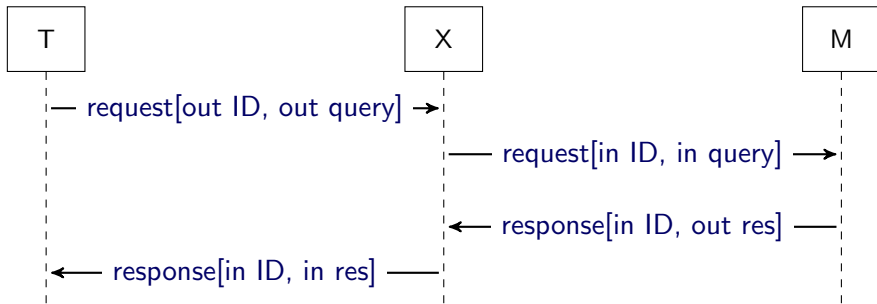 T
X
M
request[out ID, out query]
request[in ID, in query]
response[in ID, out res]
response[in ID, in res]